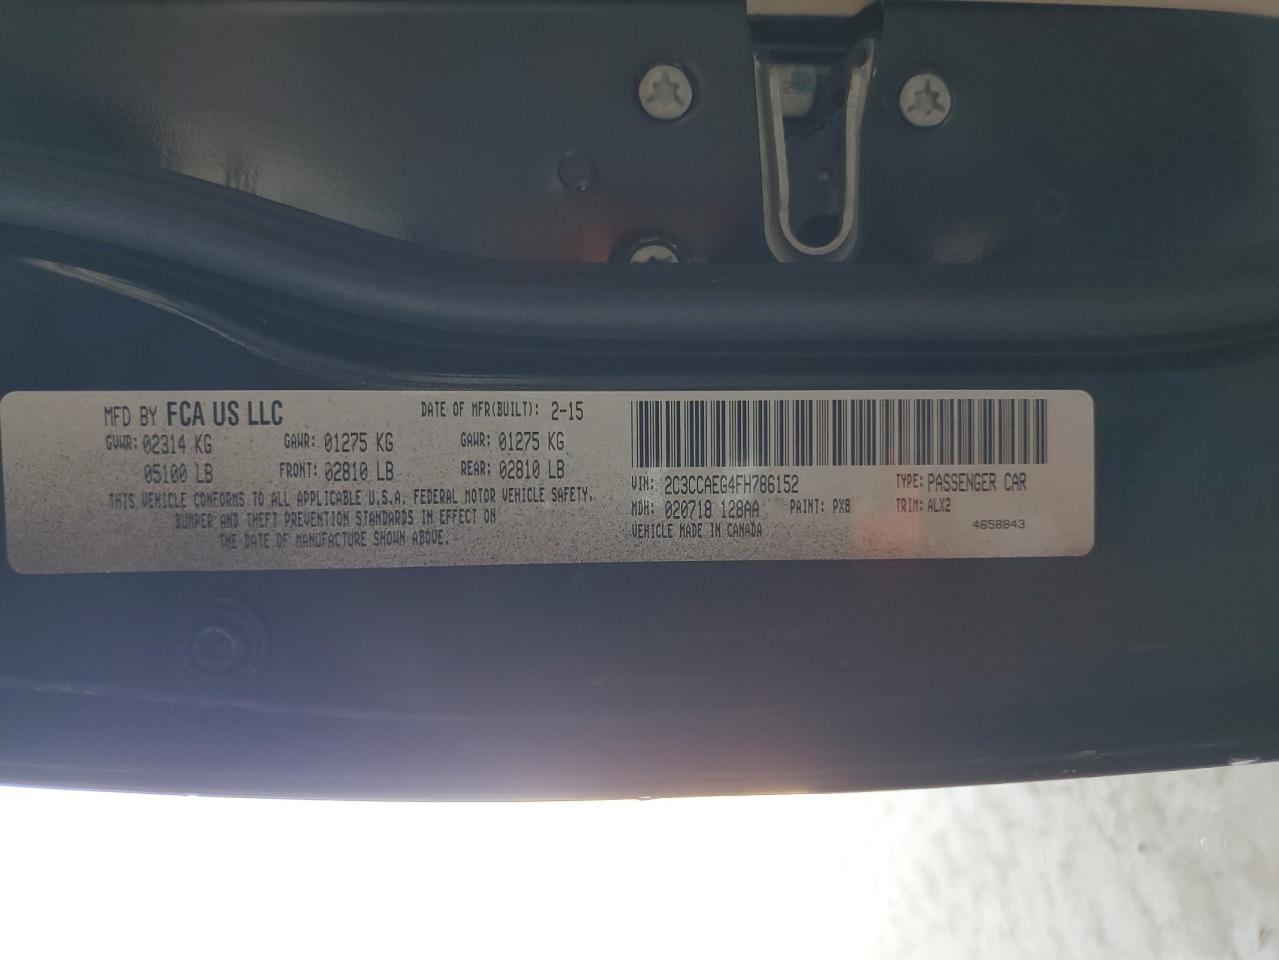 MFD BY FCA US LLC DATE OF MFR(BUILT): 2-15
GVWR: 02314 KG GAWR: 01275 KG GAWR: 01275 KG
05100 LB FRONT: 02810 LB REAR: 02810 LB
THIS VEHICLE CONFORMS TO ALL APPLICABLE U.S.A. FEDERAL MOTOR VEHICLE SAFETY,
BUMPER AND THEFT PREVENTION STANDARDS IN EFFECT ON
THE DATE OF MANUFACTURE SHOWN ABOVE.
VIN: 2C3CCAEG4FH786152 TYPE: PASSENGER CAR
MDH: 020718 128AA PAINT: PX8 TRIM: ALX2
VEHICLE MADE IN CANADA 4658843